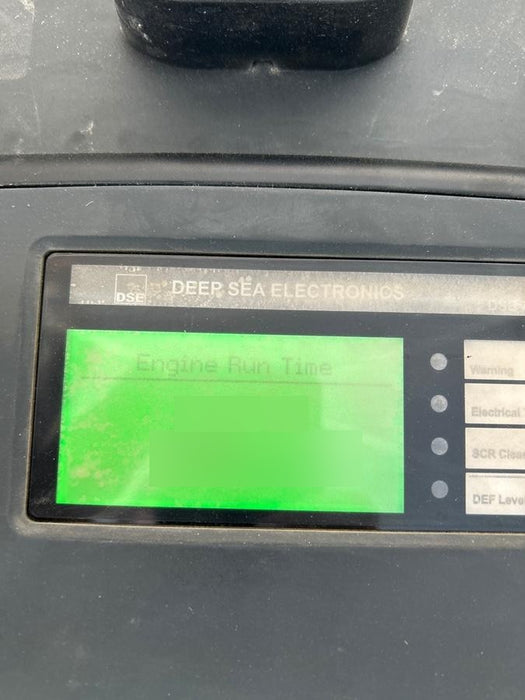 DSE
DEEP SEA ELECTRONICS
Engine Run Time
Warning
Electrical
SCR Clea
DEF Leve